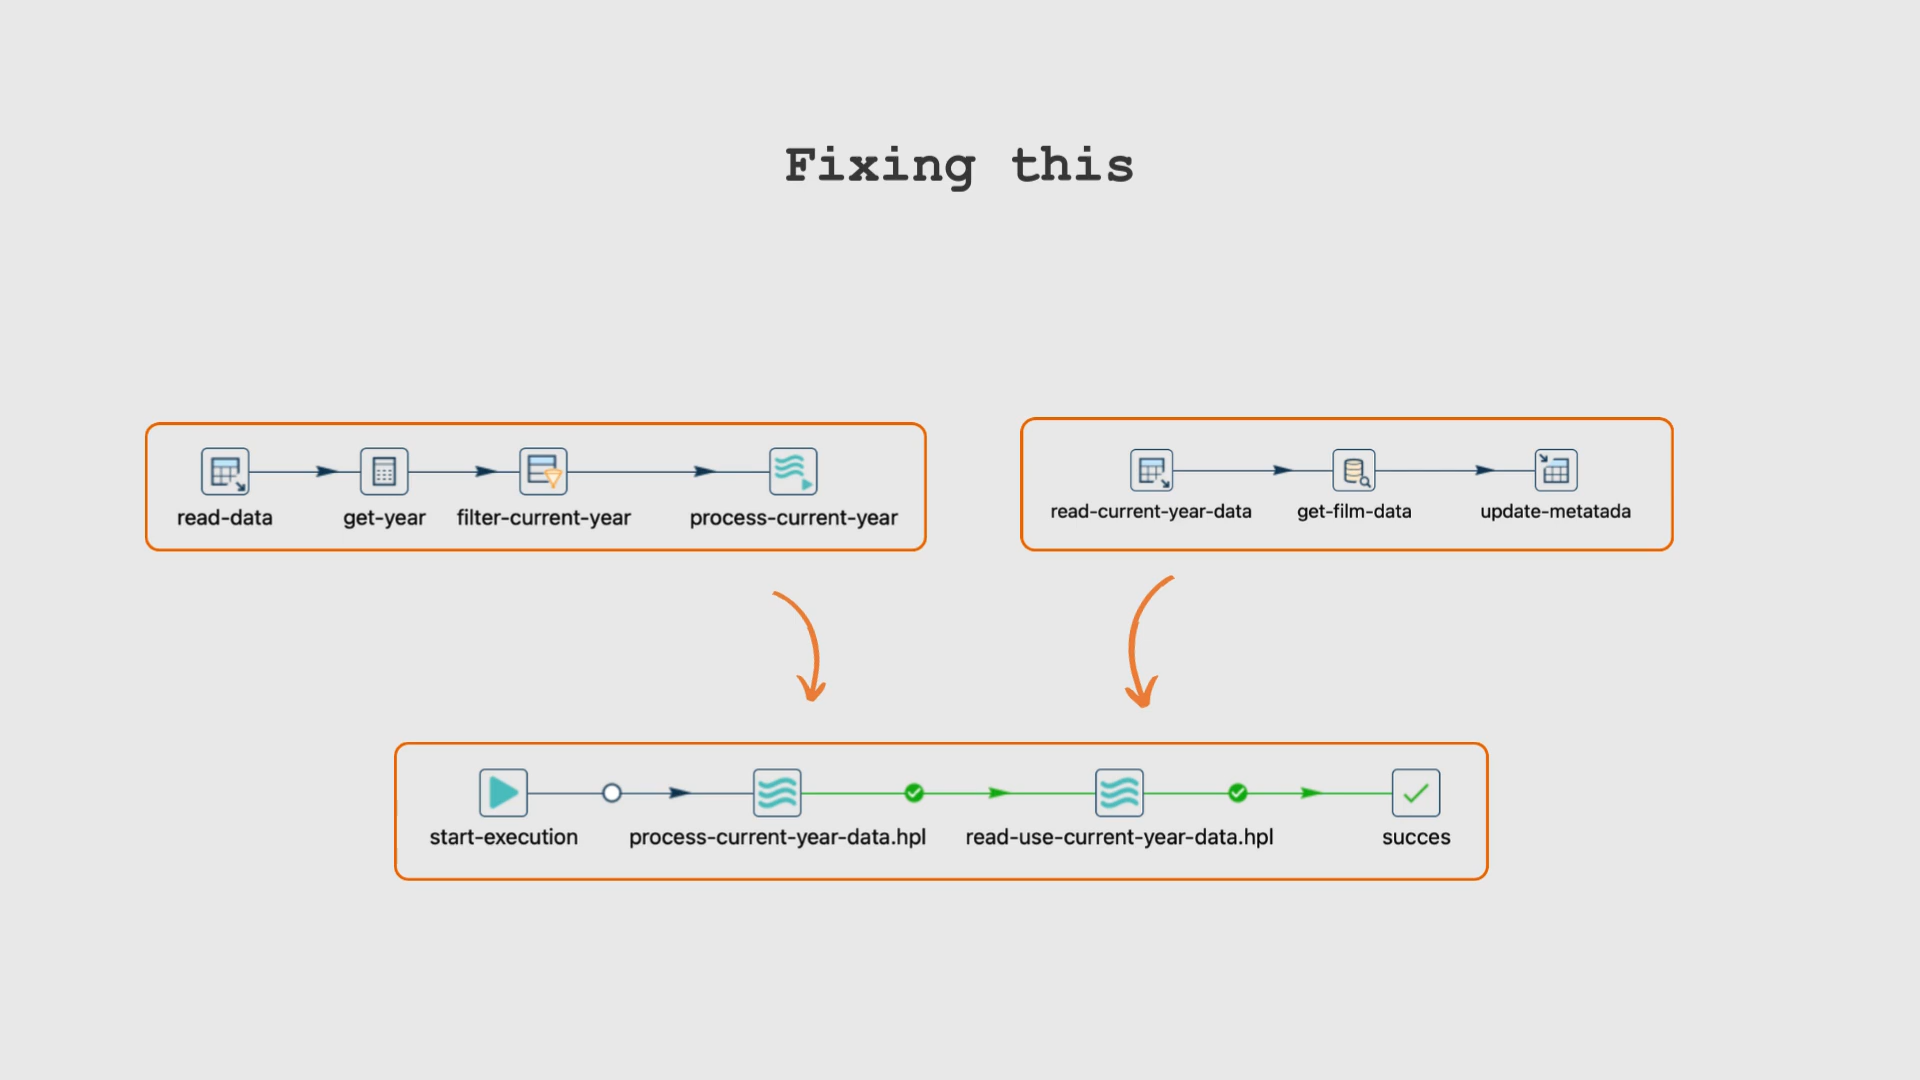 Fixing this
read-data
get-year
filter-current-year
process-current-year
read-current-year-data
get-film-data
update-metatada
start-execution
process-current-year-data.hpl
read-use-current-year-data.hpl
succes